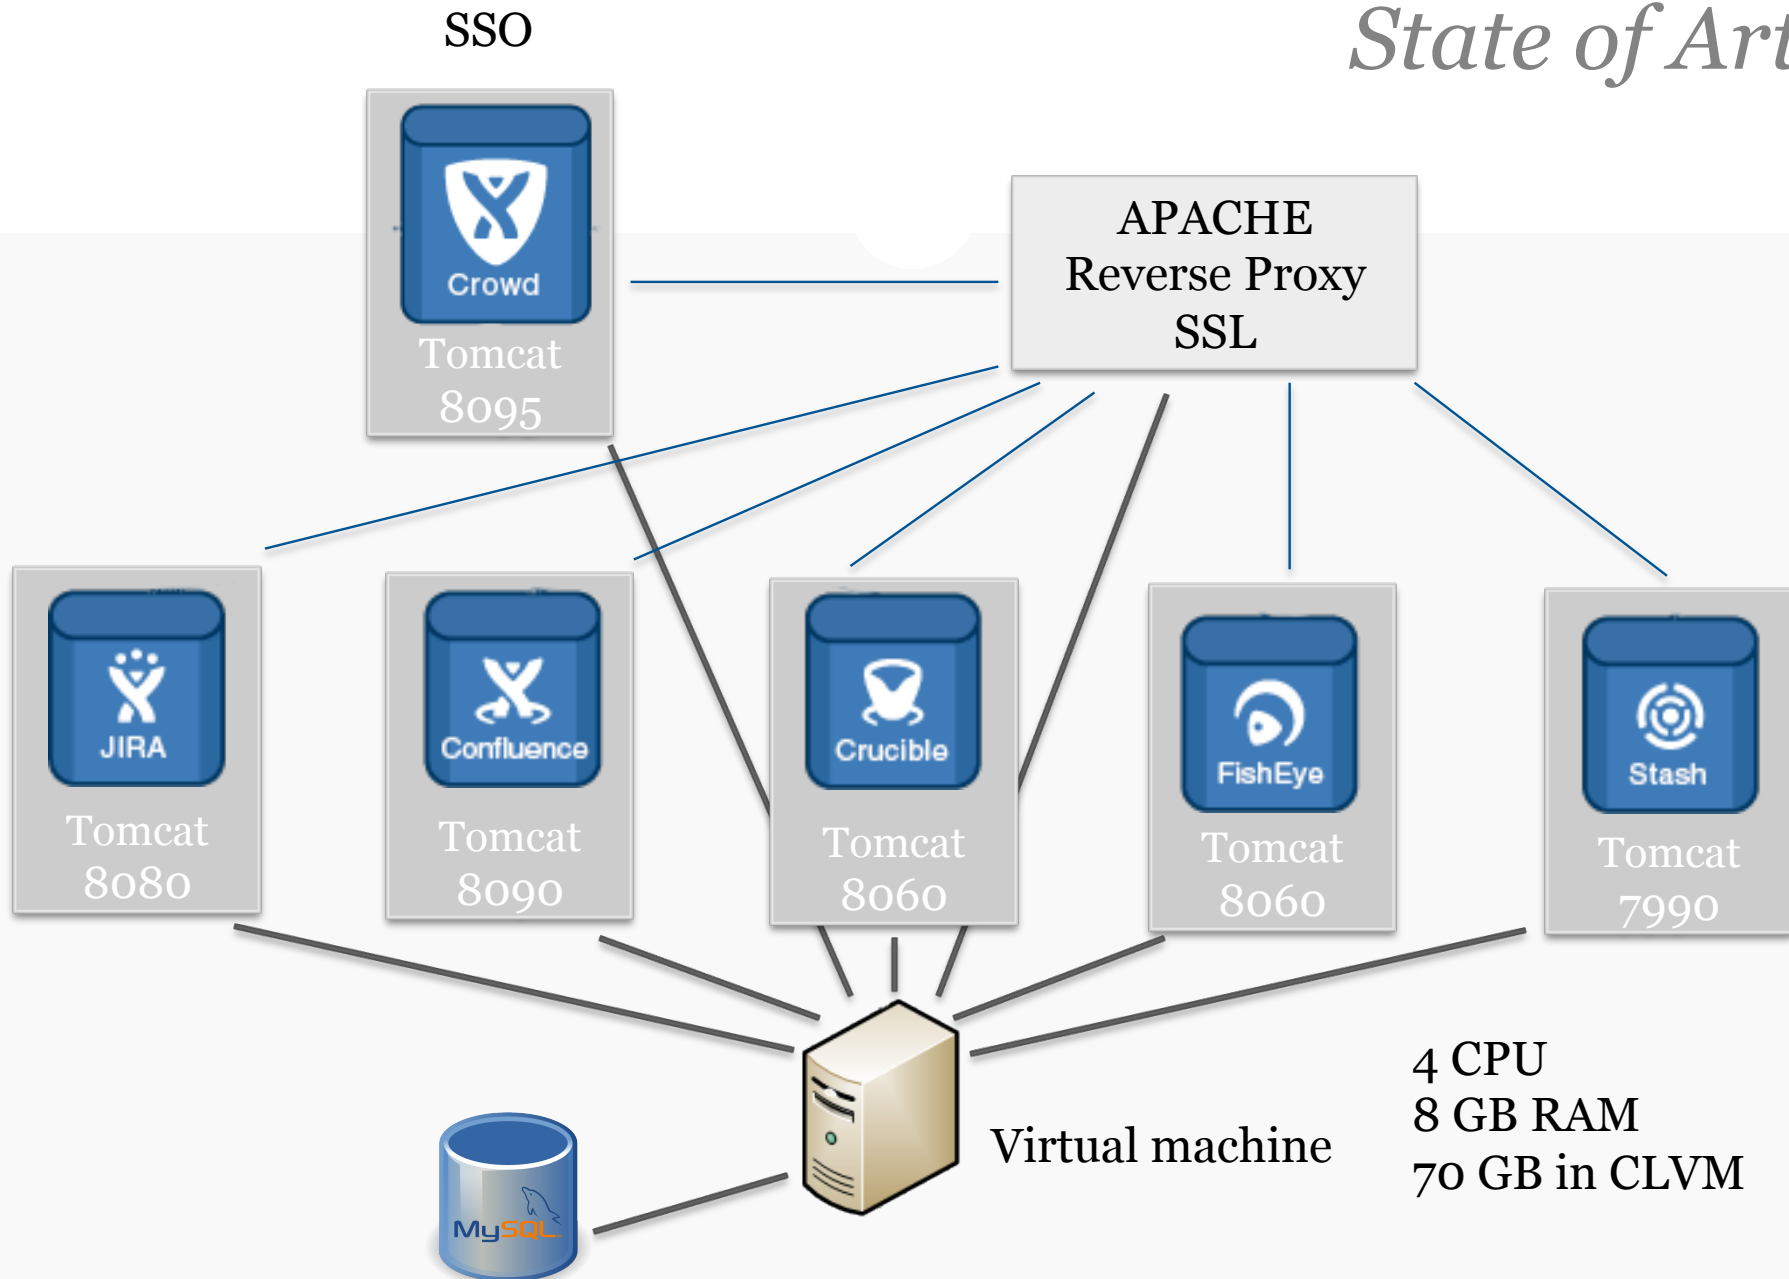 SSO
State of Art
Crowd
Tomcat
8095
APACHE
Reverse Proxy
SSL
JIRA
Tomcat
8080
Confluence
Tomcat
8090
Crucible
Tomcat
8060
FishEye
Tomcat
8060
Stash
Tomcat
7990
Virtual machine
4 CPU
8 GB RAM
70 GB in CLVM
MySQL